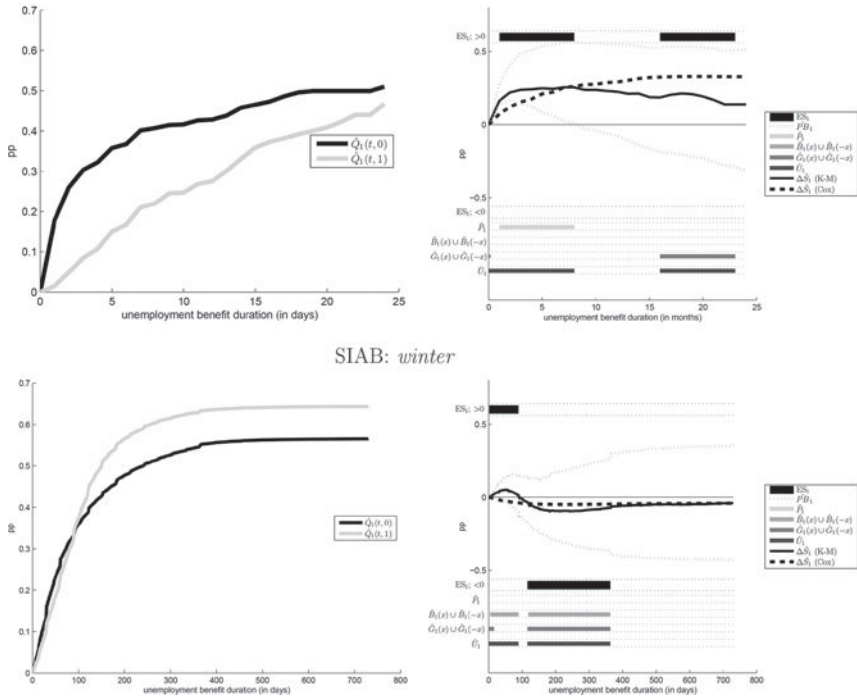 0.7
0.6
0.5
0.4
0.3
0.2
0.1
0
pp
Q̂₁(t, 0)
Q̂₁(t, 1)
0 5 10 15 20 25
unemployment benefit duration (in days)
ES₁: >0
0.5
0
pp
−0.5
ES₁: <0
P̂₁
B̂₁(x) ∪ B̂₁(−x)
Ĝ₁(x) ∪ Ĝ₁(−x)
Û₁
0 5 10 15 20 25
unemployment benefit duration (in months)
ES₁
PB₁
P̂₁
B̂₁(x) ∪ B̂₁(−x)
Ĝ₁(x) ∪ Ĝ₁(−x)
Û₁
ΔŜ₁ (K-M)
ΔŜ₁ (Cox)
SIAB: winter
0.7
0.6
0.5
0.4
0.3
0.2
0.1
0
pp
Q̂₁(t, 0)
Q̂₁(t, 1)
0 100 200 300 400 500 600 700 800
unemployment benefit duration (in days)
ES₁: >0
0.5
0
pp
−0.5
ES₁: <0
P̂₁
B̂₁(x) ∪ B̂₁(−x)
Ĝ₁(x) ∪ Ĝ₁(−x)
Û₁
0 100 200 300 400 500 600 700 800
unemployment benefit duration (in days)
ES₁
PB₁
P̂₁
B̂₁(x) ∪ B̂₁(−x)
Ĝ₁(x) ∪ Ĝ₁(−x)
Û₁
ΔŜ₁ (K-M)
ΔŜ₁ (Cox)